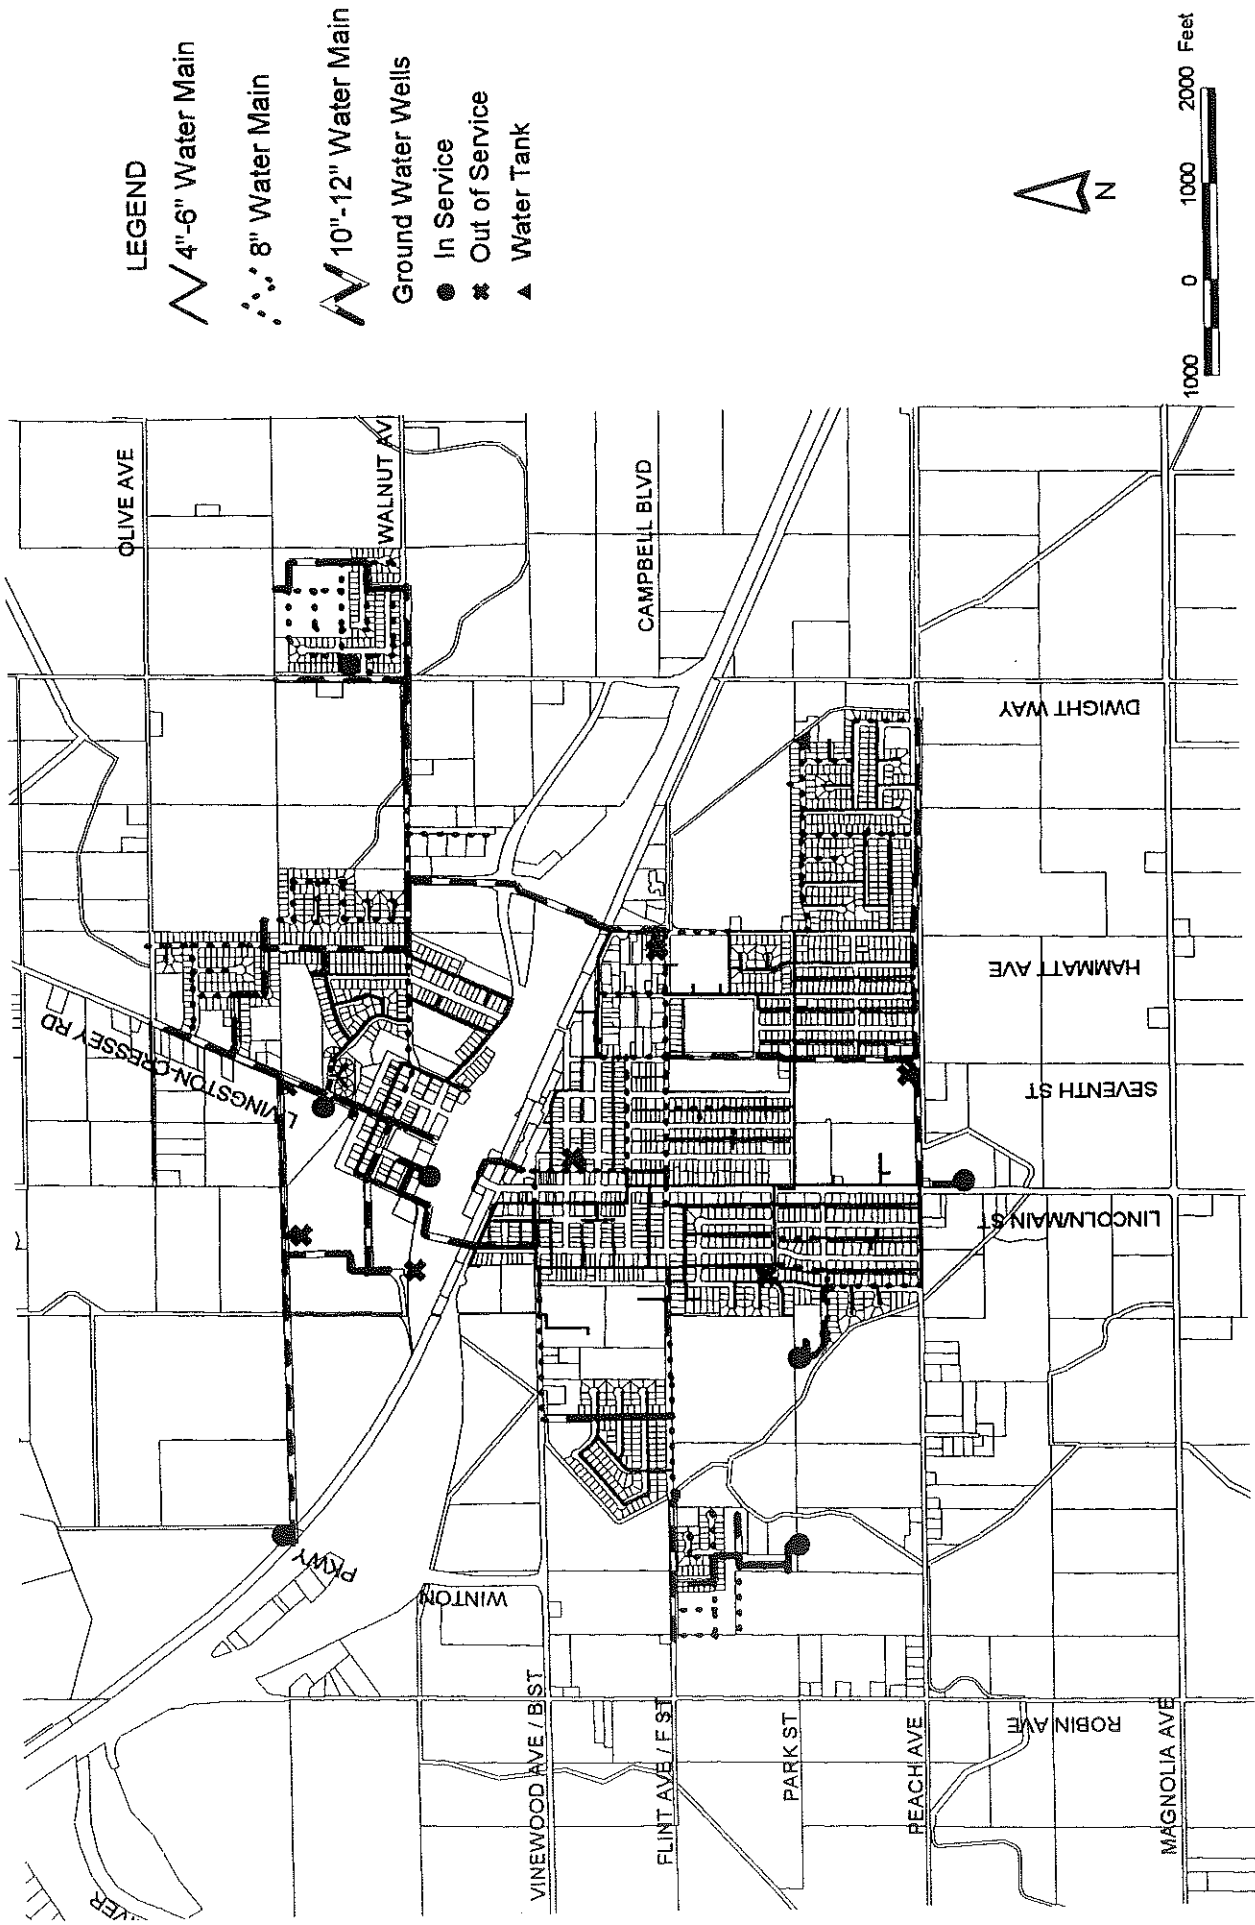 LEGEND
4"-6" Water Main
8" Water Main
10"-12" Water Main
Ground Water Wells
In Service
Out of Service
Water Tank
N
1000 0 1000 2000 Feet
OLIVE AVE
WALNUT AV
CAMPBELL BLVD
DWIGHT WAY
HAMMATT AVE
SEVENTH ST
LINCOLN/MAIN ST
LIVINGSTON-CRESSEY RD
WINTON
PKWY
VINEWOOD AVE / B ST
FLINT AVE / F ST
PARK ST
PEACH AVE
ROBIN AVE
MAGNOLIA AVE